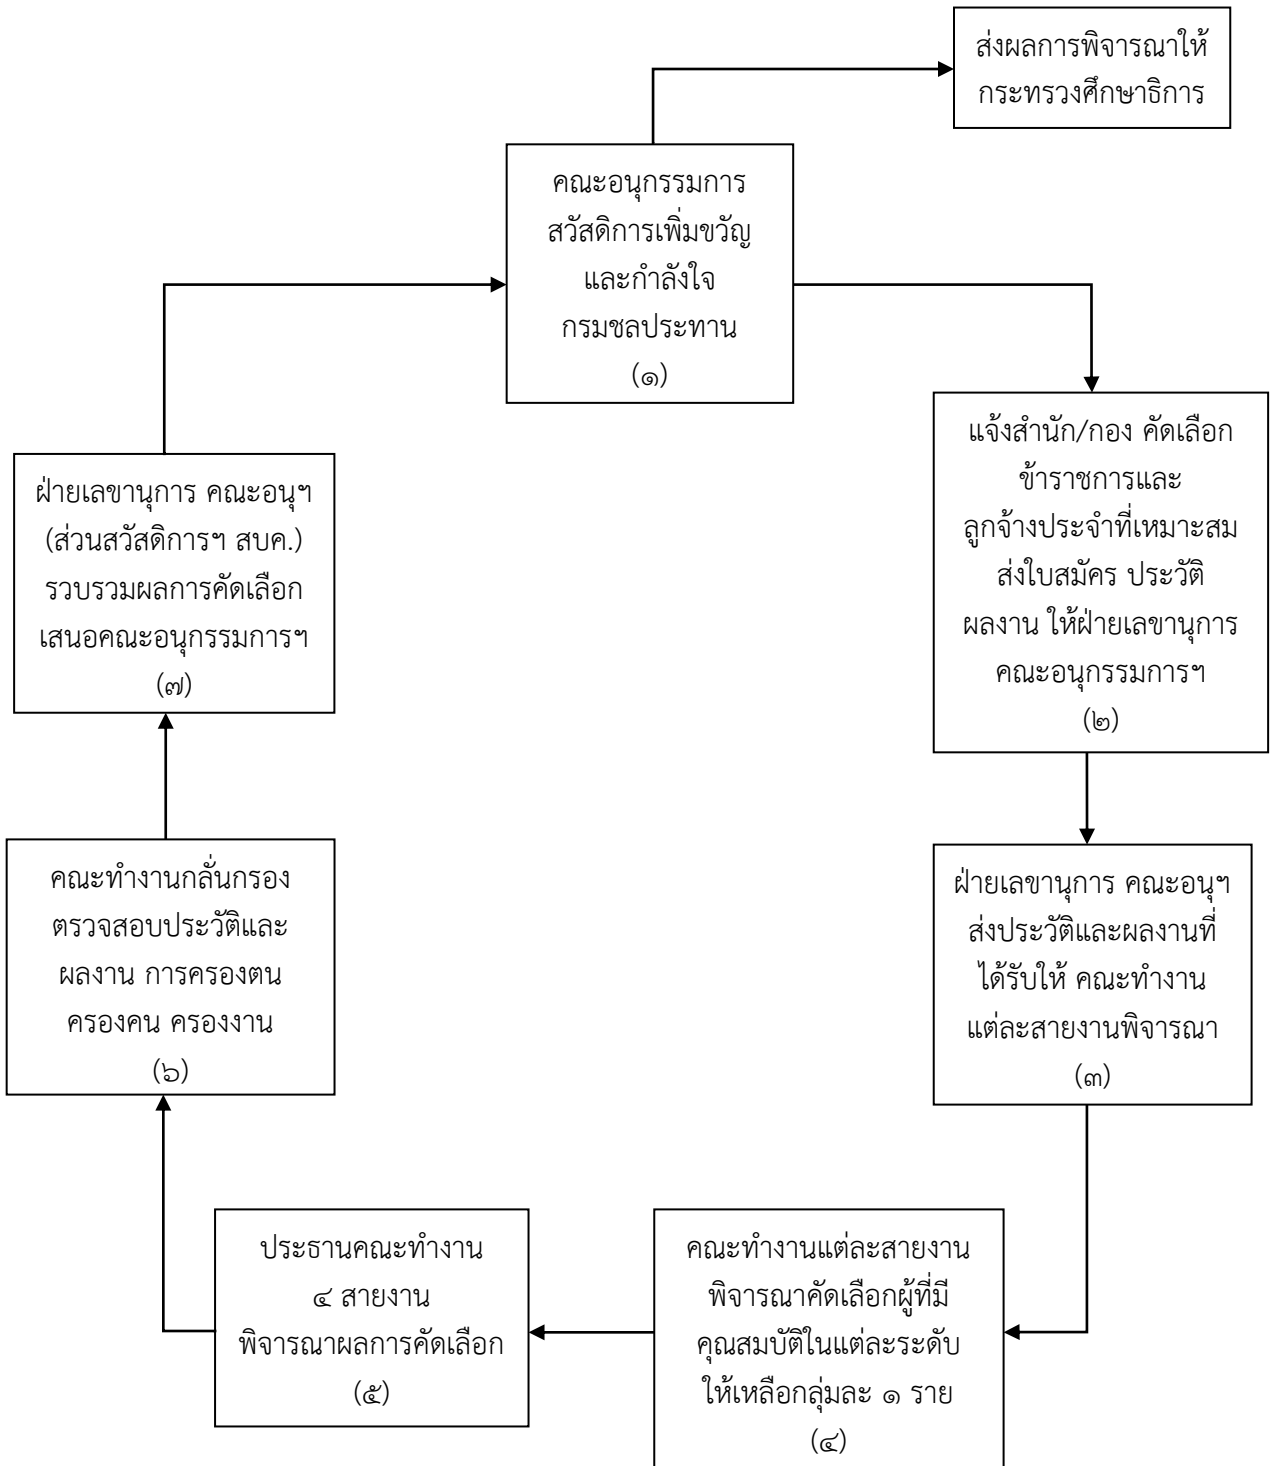 ส่งผลการพิจารณาให้
กระทรวงศึกษาธิการ
คณะอนุกรรมการ
สวัสดิการเพิ่มขวัญ
และกำลังใจ
กรมชลประทาน
(๑)
แจ้งสำนัก/กอง คัดเลือก
ข้าราชการและ
ลูกจ้างประจำที่เหมาะสม
ส่งใบสมัคร ประวัติ
ผลงาน ให้ฝ่ายเลขานุการ
คณะอนุกรรมการฯ
(๒)
ฝ่ายเลขานุการ คณะอนุฯ
ส่งประวัติและผลงานที่
ได้รับให้ คณะทำงาน
แต่ละสายงานพิจารณา
(๓)
คณะทำงานแต่ละสายงาน
พิจารณาคัดเลือกผู้ที่มี
คุณสมบัติในแต่ละระดับ
ให้เหลือกลุ่มละ ๑ ราย
(๔)
ประธานคณะทำงาน
๔ สายงาน
พิจารณาผลการคัดเลือก
(๕)
คณะทำงานกลั่นกรอง
ตรวจสอบประวัติและ
ผลงาน การครองตน
ครองคน ครองงาน
(๖)
ฝ่ายเลขานุการ คณะอนุฯ
(ส่วนสวัสดิการฯ สบค.)
รวบรวมผลการคัดเลือก
เสนอคณะอนุกรรมการฯ
(๗)